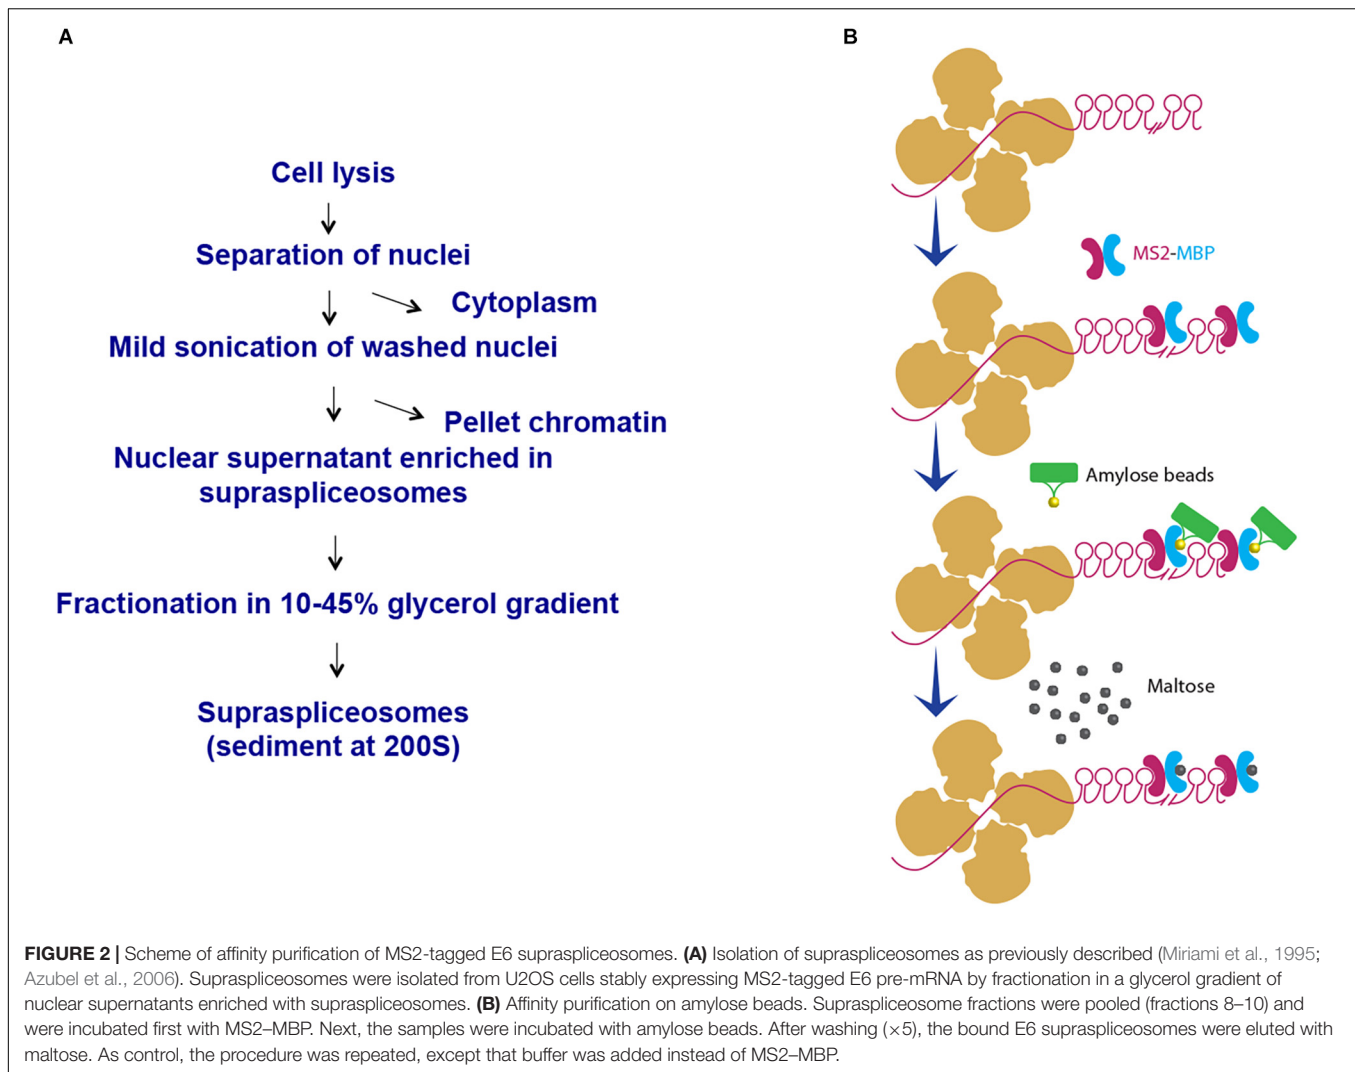 A
Cell lysis
Separation of nuclei
Cytoplasm
Mild sonication of washed nuclei
Pellet chromatin
Nuclear supernatant enriched in
supraspliceosomes
Fractionation in 10-45% glycerol gradient
Supraspliceosomes
(sediment at 200S)
B
MS2-MBP
Amylose beads
Maltose
FIGURE 2 | Scheme of affinity purification of MS2-tagged E6 supraspliceosomes. (A) Isolation of supraspliceosomes as previously described (Miriami et al., 1995;
Azubel et al., 2006). Supraspliceosomes were isolated from U2OS cells stably expressing MS2-tagged E6 pre-mRNA by fractionation in a glycerol gradient of
nuclear supernatants enriched with supraspliceosomes. (B) Affinity purification on amylose beads. Supraspliceosome fractions were pooled (fractions 8–10) and
were incubated first with MS2–MBP. Next, the samples were incubated with amylose beads. After washing (×5), the bound E6 supraspliceosomes were eluted with
maltose. As control, the procedure was repeated, except that buffer was added instead of MS2–MBP.